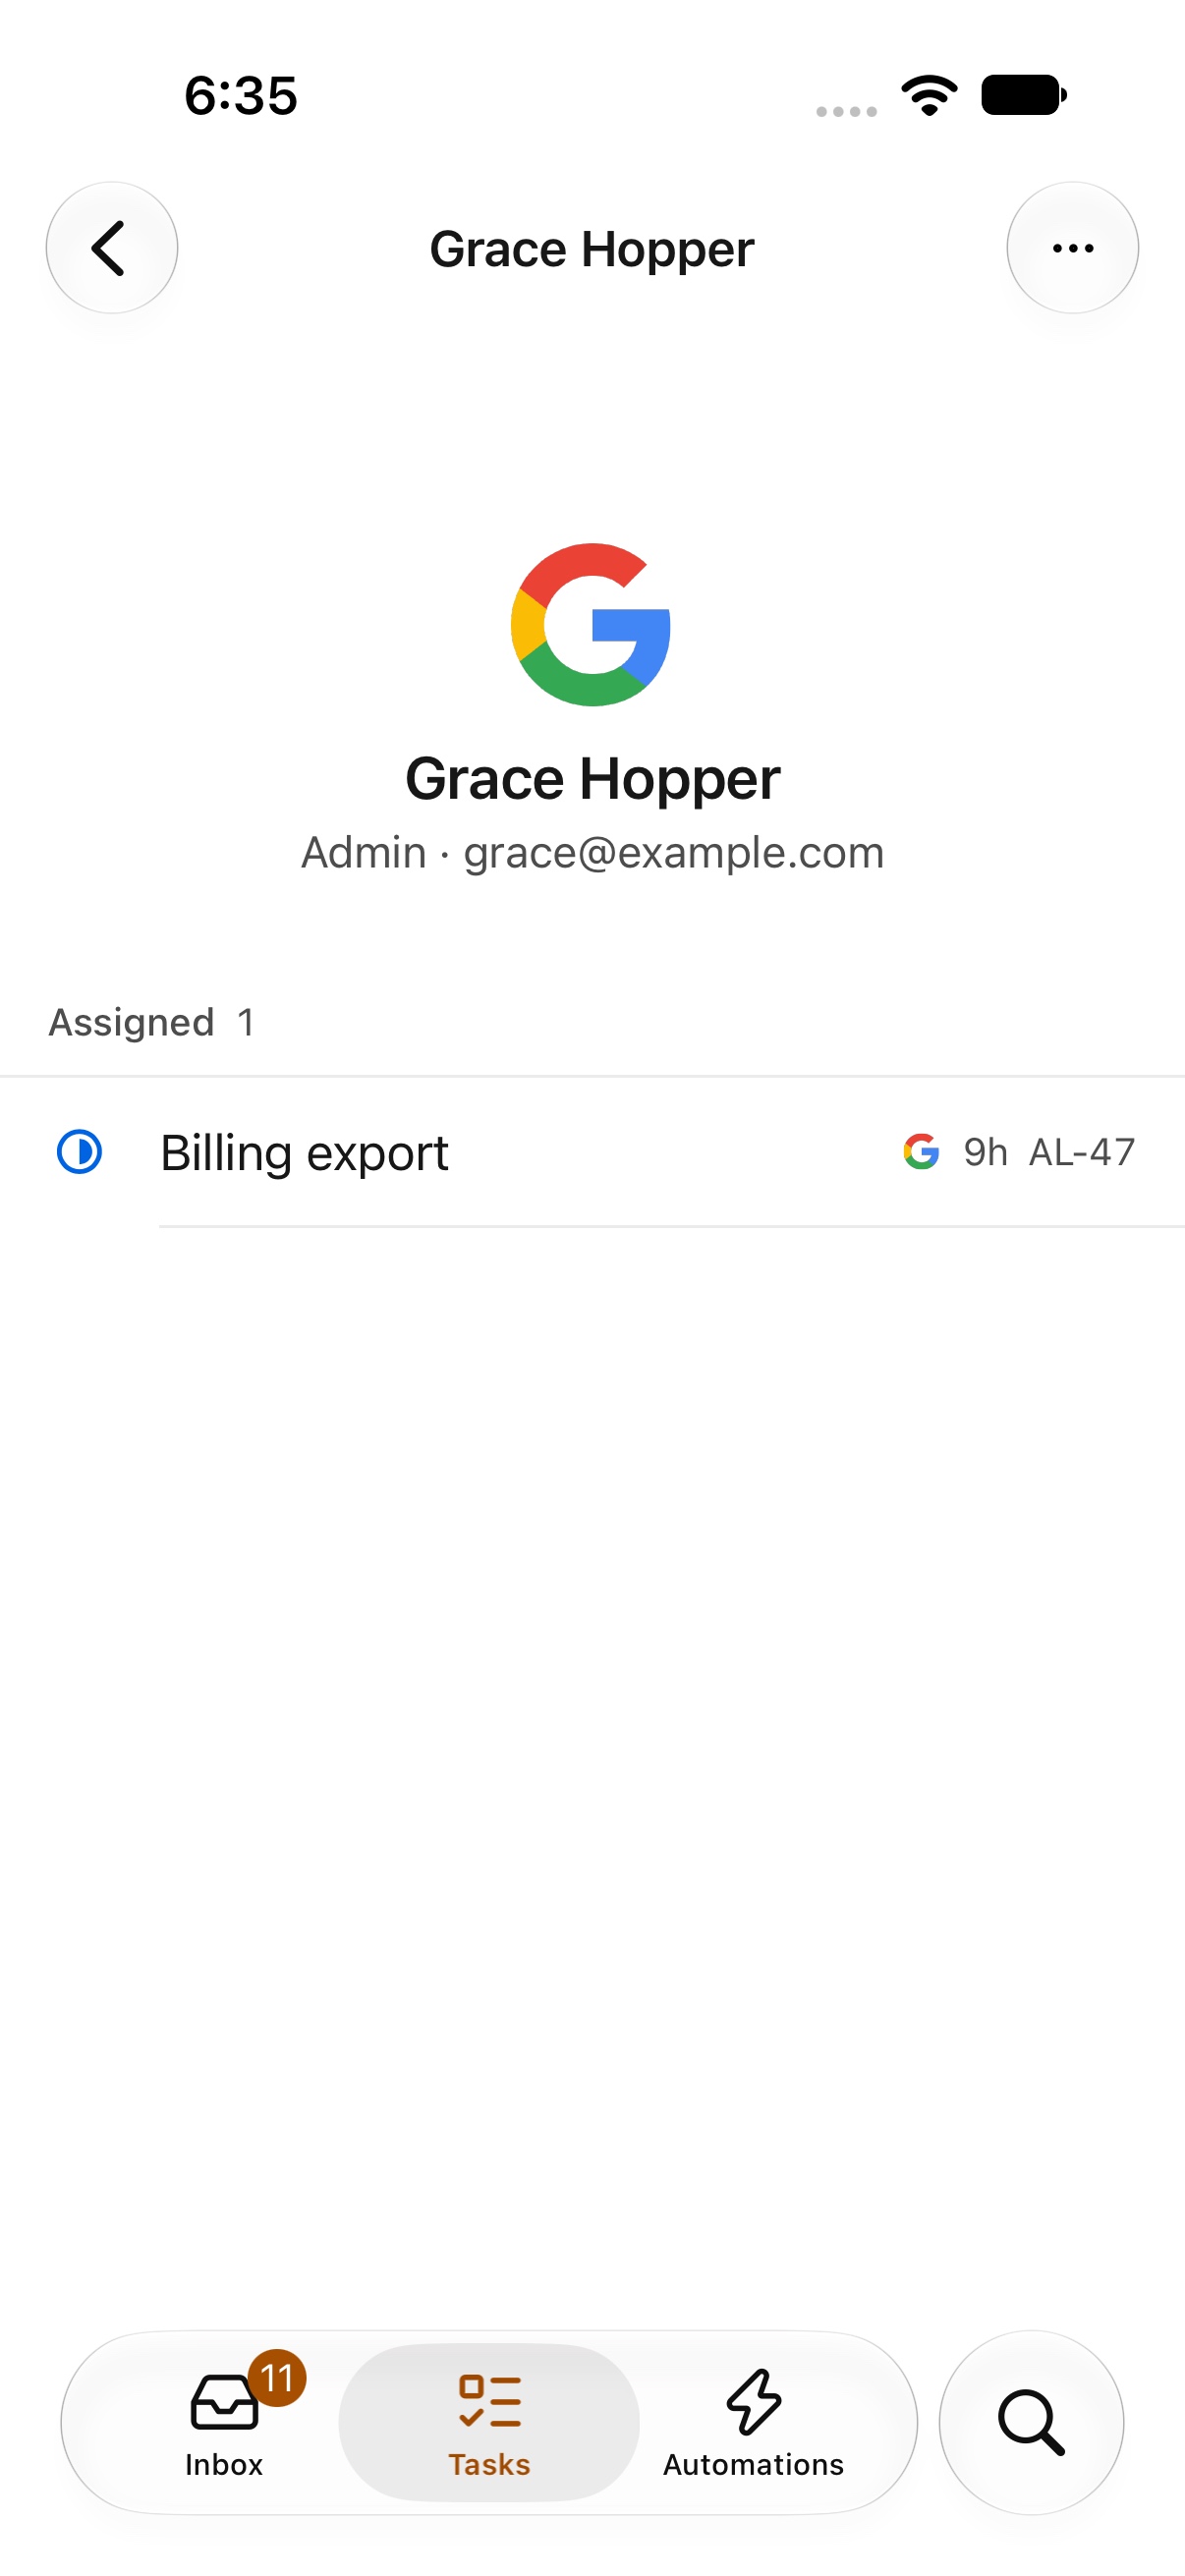 6:35
Grace Hopper
Grace Hopper
Admin · grace@example.com
Assigned 1
Billing export 9h AL-47
11
Inbox Tasks Automations